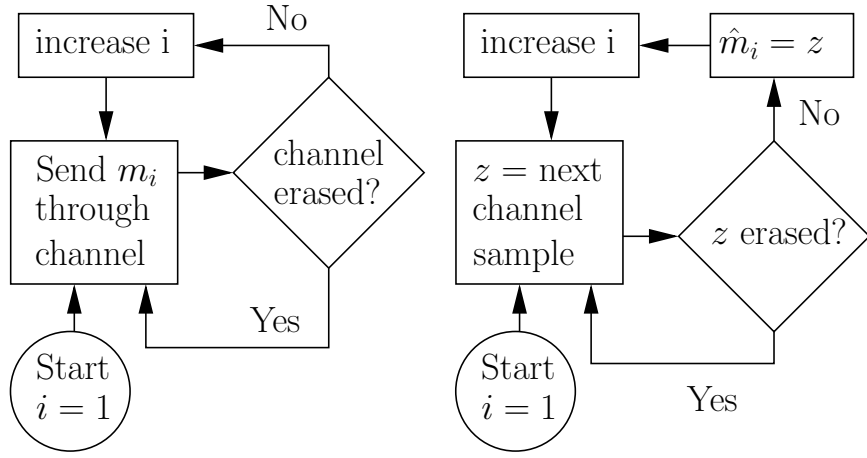 No
increase i
channel
erased?
Send m_i
through
channel
Yes
Start
i = 1
increase i
m̂_i = z
No
z = next
channel
sample
z erased?
Yes
Start
i = 1